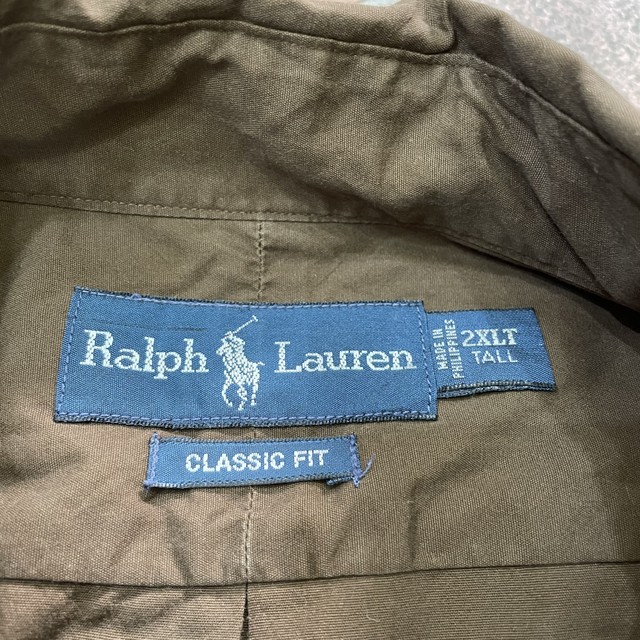 Ralph Lauren
MADE IN
PHILIPPINES
2XLT
TALL
CLASSIC FIT